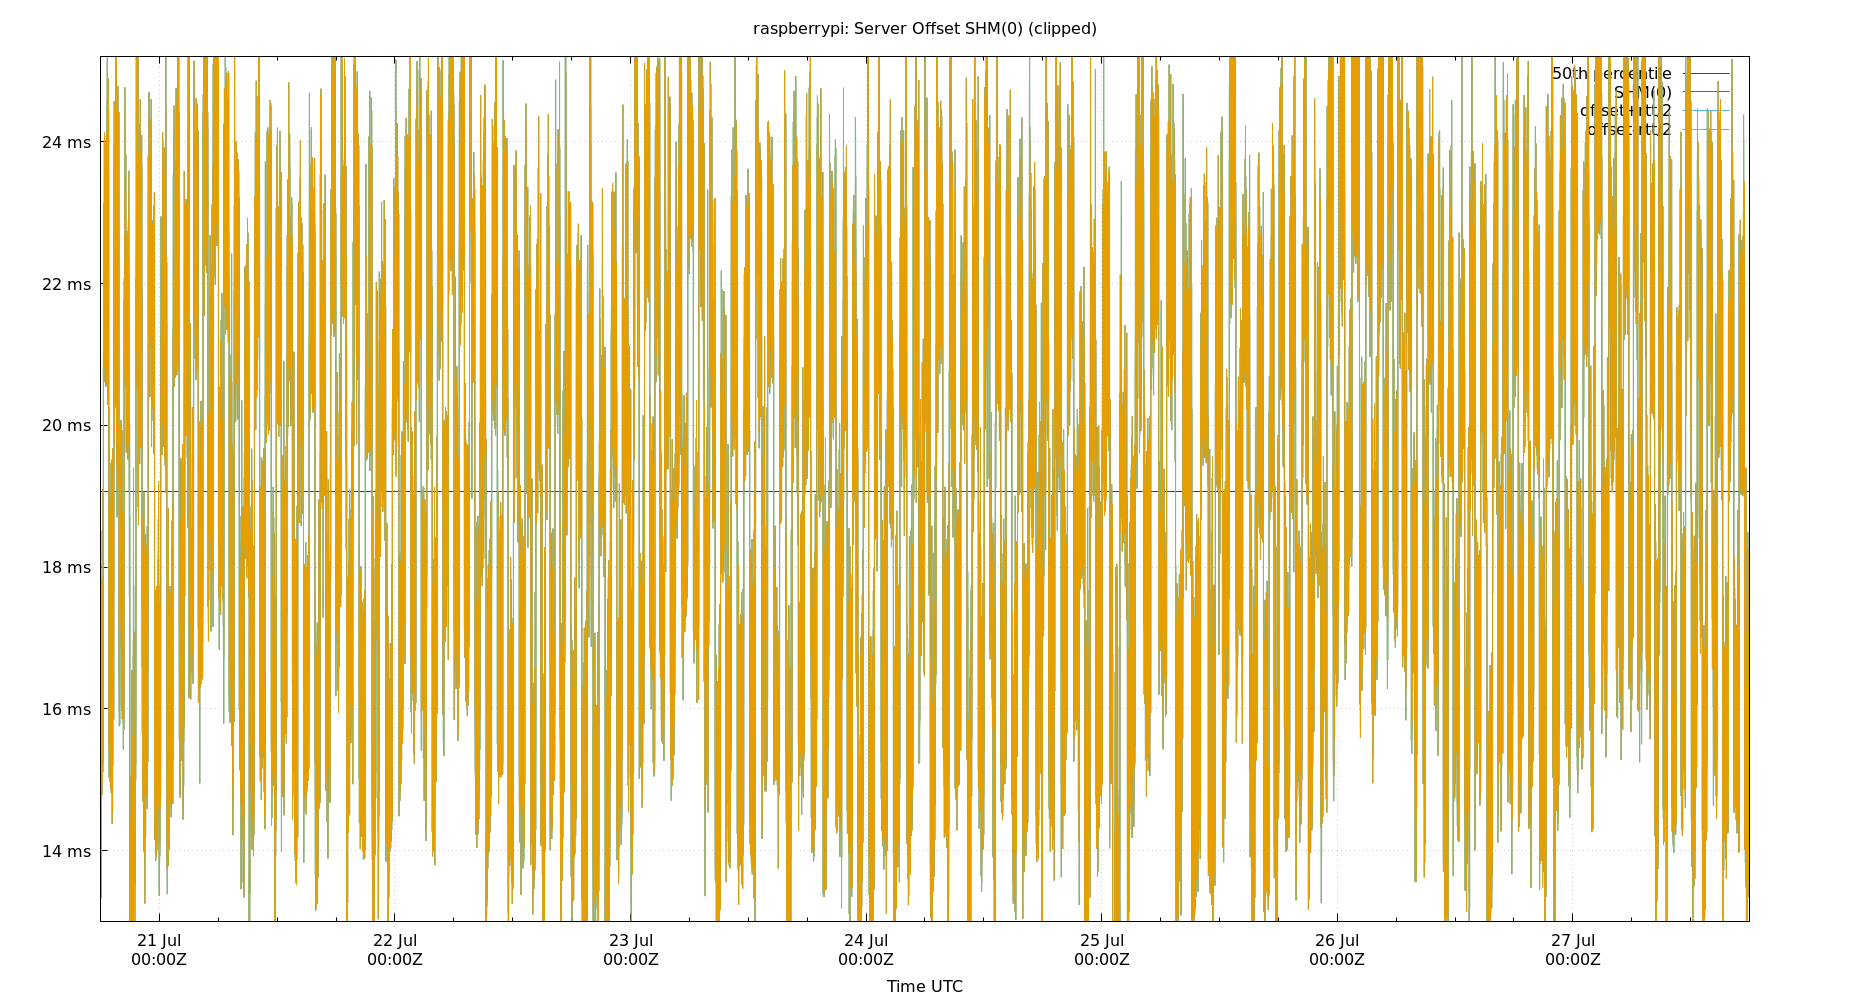 raspberrypi: Server Offset SHM(0) (clipped)
50th percentile
SHM(0)
offset+rtt/2
offset-rtt/2
24 ms
22 ms
20 ms
18 ms
16 ms
14 ms
21 Jul 22 Jul 23 Jul 24 Jul 25 Jul 26 Jul 27 Jul
00:00Z 00:00Z 00:00Z 00:00Z 00:00Z 00:00Z 00:00Z
Time UTC